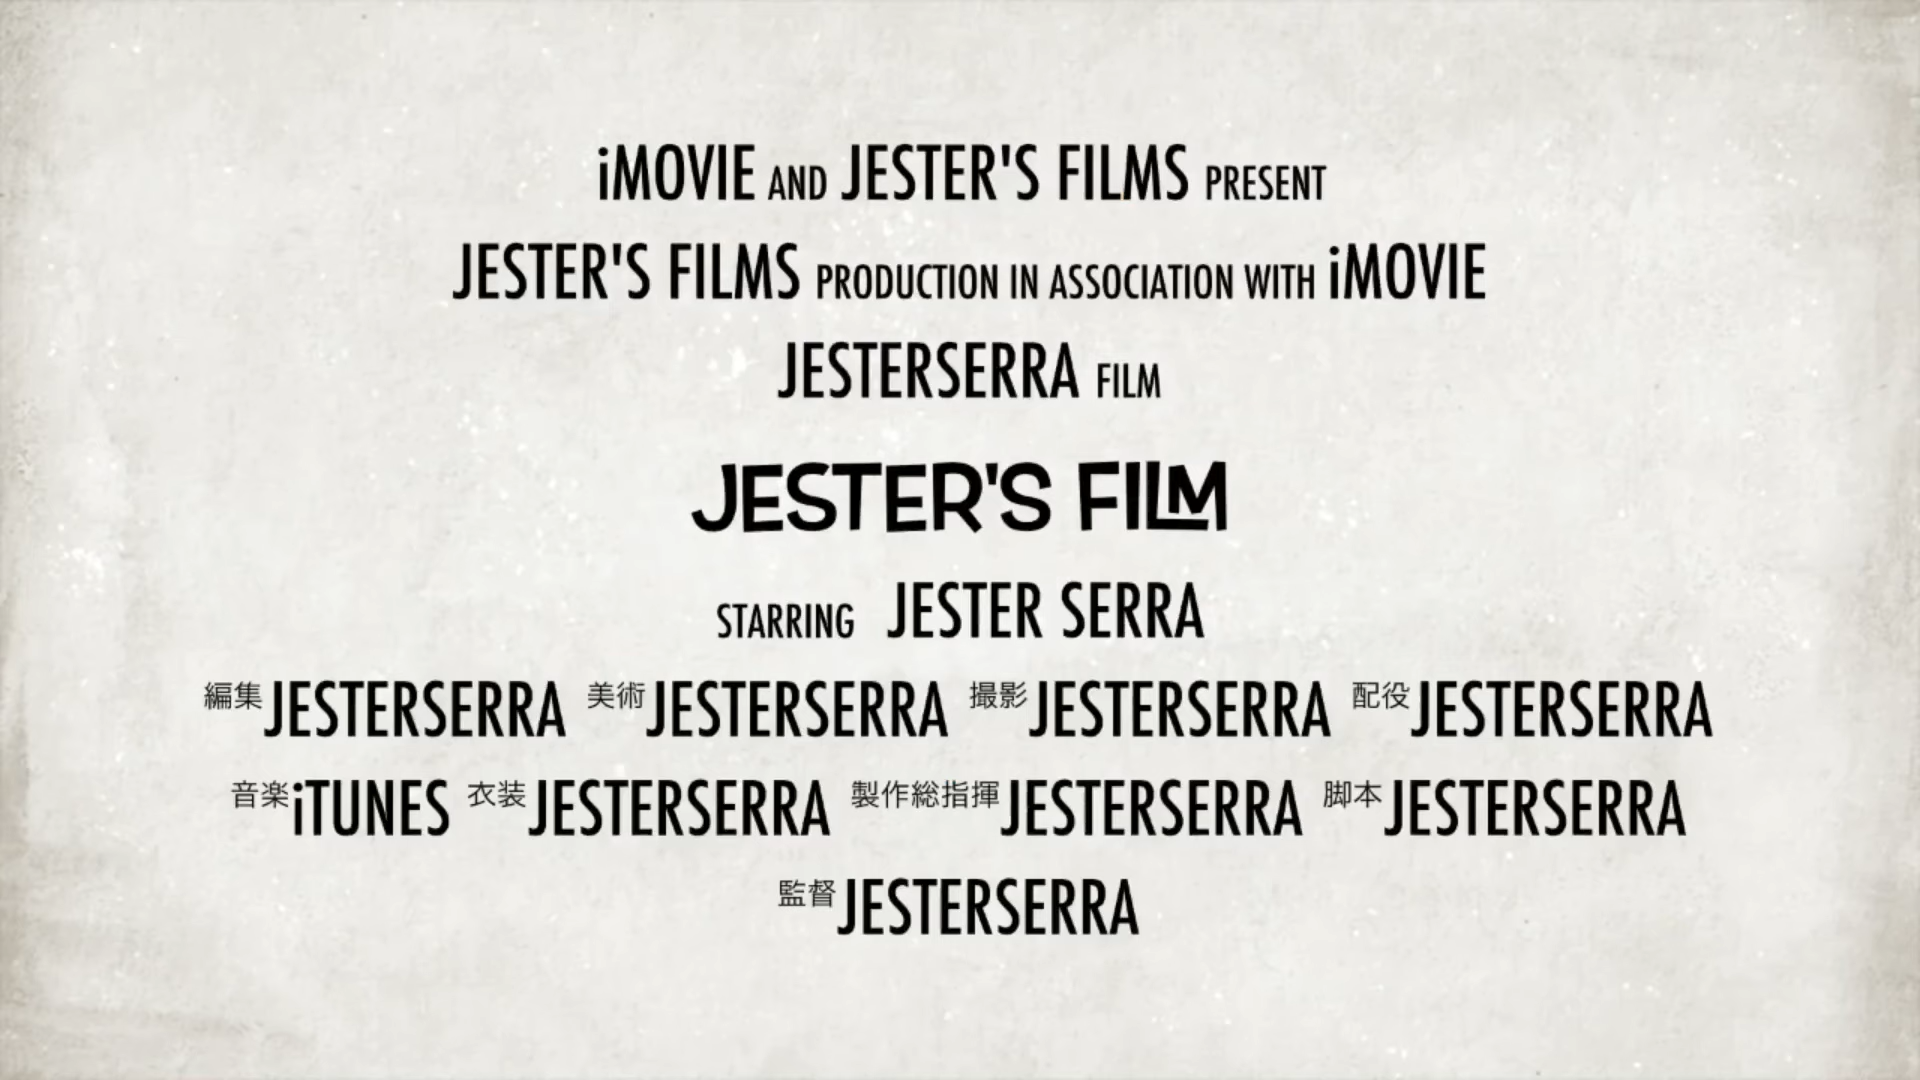 iMOVIE AND JESTER'S FILMS PRESENT
JESTER'S FILMS PRODUCTION IN ASSOCIATION WITH iMOVIE
JESTERSERRA FILM
JESTER'S FILM
STARRING JESTER SERRA
編集JESTERSERRA 美術JESTERSERRA 撮影JESTERSERRA 配役JESTERSERRA
音楽iTUNES 衣装JESTERSERRA 製作総指揮JESTERSERRA 脚本JESTERSERRA
監督JESTERSERRA